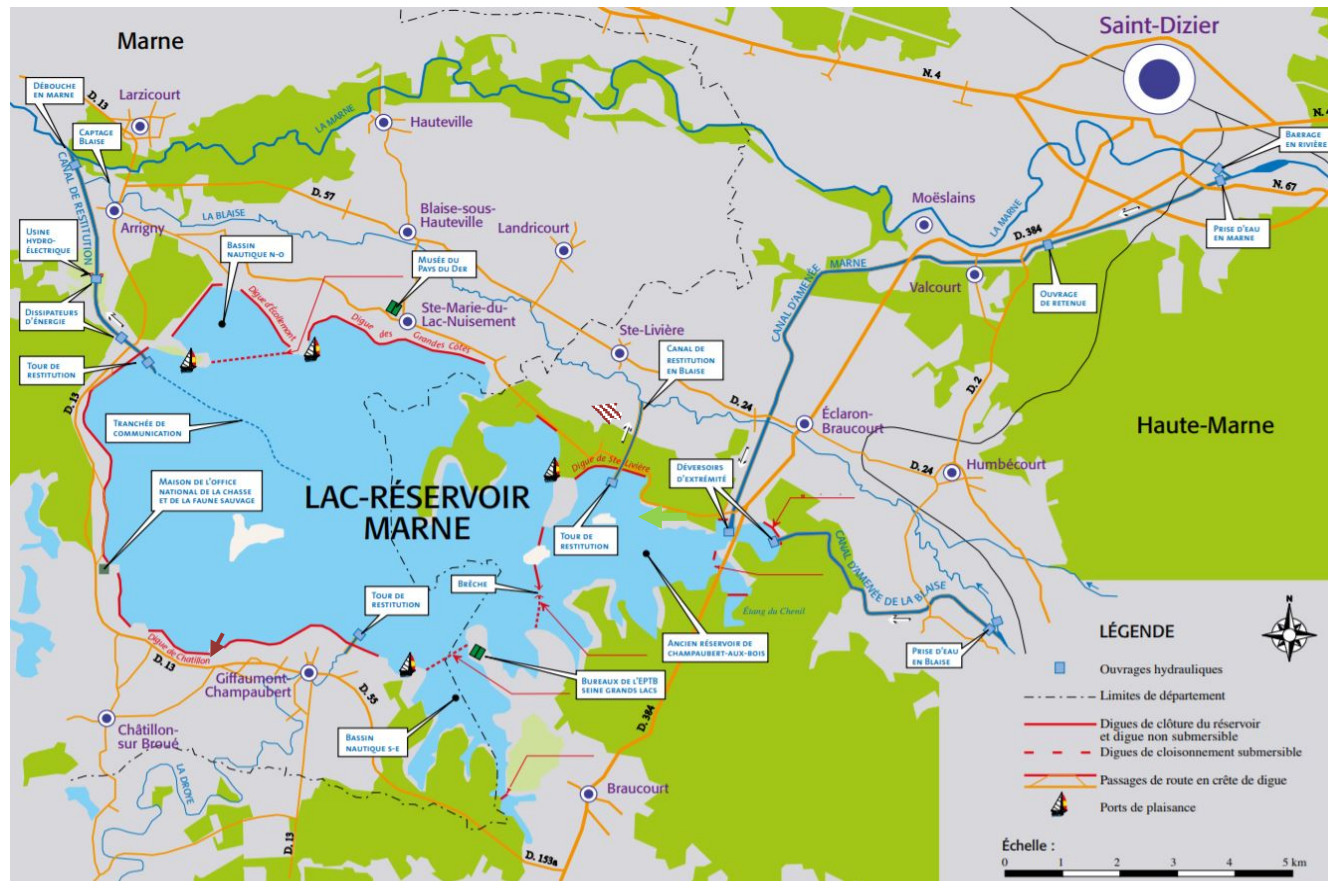 Marne
Saint-Dizier
N. 4
DÉBOUCHE
EN MARNE
D. 13
Larzicourt
LA MARNE
Hauteville
CAPTAGE
BLAISE
BARRAGE
EN RIVIÈRE
CANAL DE RESTITUTION
D. 57
N. 67
Moëslains
LA MARNE
Arrigny
LA BLAISE
Blaise-sous-
Hauteville
Landricourt
D. 384
PRISE D'EAU
EN MARNE
USINE
HYDRO-
ÉLECTRIQUE
BASSIN
NAUTIQUE N-O
MUSÉE DU
PAYS DU DER
CANAL D'AMENÉE MARNE
Valcourt
OUVRAGE
DE RETENUE
DISSIPATEURS
D'ÉNERGIE
Digue d'Eclaremont
Ste-Marie-du-
Lac-Nuisement
Digue des Grandes Côtes
Ste-Livière
CANAL DE
RESTITUTION
EN BLAISE
TOUR DE
RESTITUTION
D. 2
D. 13
D. 24
Éclaron-
Braucourt
Haute-Marne
TRANCHÉE DE
COMMUNICATION
Digue de Ste-Livière
DÉVERSOIRS
D'EXTRÉMITÉ
D. 24
Humbécourt
MAISON DE L'OFFICE
NATIONAL DE LA CHASSE
ET DE LA FAUNE SAUVAGE
LAC-RÉSERVOIR
MARNE
TOUR DE
RESTITUTION
CANAL D'AMENÉE DE LA BLAISE
BRÈCHE
TOUR DE
RESTITUTION
Étang du Chenil
Digue de Chatillon
D. 13
ANCIEN RÉSERVOIR DE
CHAMPAUBERT-AUX-BOIS
PRISE D'EAU
EN BLAISE
Giffaumont-
Champaubert
BUREAUX DE L'EPTB
SEINE GRANDS LACS
D. 55
D. 384
Châtillon-
sur Broué
BASSIN
NAUTIQUE S-E
LA DROYE
Braucourt
D. 13
D. 153a
N
LÉGENDE
Ouvrages hydrauliques
Limites de département
Digues de clôture du réservoir
et digue non submersible
Digues de cloisonnement submersible
Passages de route en crête de digue
Ports de plaisance
Échelle :
0 1 2 3 4 5 km